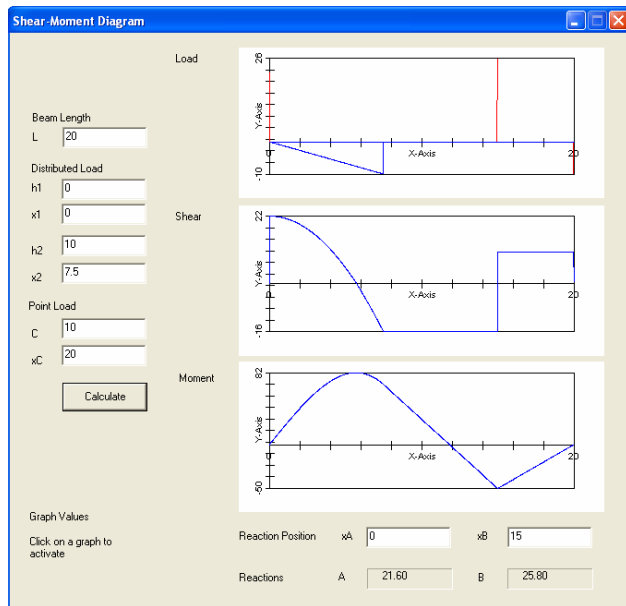 Shear-Moment Diagram
Beam Length
L 20
Distributed Load
h1 0
x1 0
h2 10
x2 7.5
Point Load
C 10
xC 20
Calculate
Load
26
Y-Axis
-10
0
X-Axis
20
Shear
22
Y-Axis
-16
0
X-Axis
20
Moment
82
Y-Axis
-50
0
X-Axis
20
Graph Values
Click on a graph to
activate
Reaction Position xA 0 xB 15
Reactions A 21.60 B 25.80